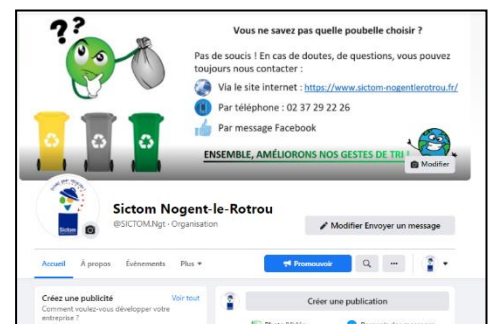 ??
Vous ne savez pas quelle poubelle choisir ?
Pas de soucis ! En cas de doutes, de questions, vous pouvez
toujours nous contacter :
Via le site internet : https://www.sictom-nogentlerotrou.fr/
Par téléphone : 02 37 29 22 26
Par message Facebook
ENSEMBLE, AMÉLIORONS NOS GESTES DE TRI
Modifier
Sictom
Sictom Nogent-le-Rotrou
@SICTOM.Ngt · Organisation
Modifier Envoyer un message
Accueil À propos Évènements Plus
Promouvoir
Créez une publicité Voir tout
Comment voulez-vous développer votre
entreprise ?
Créer une publication